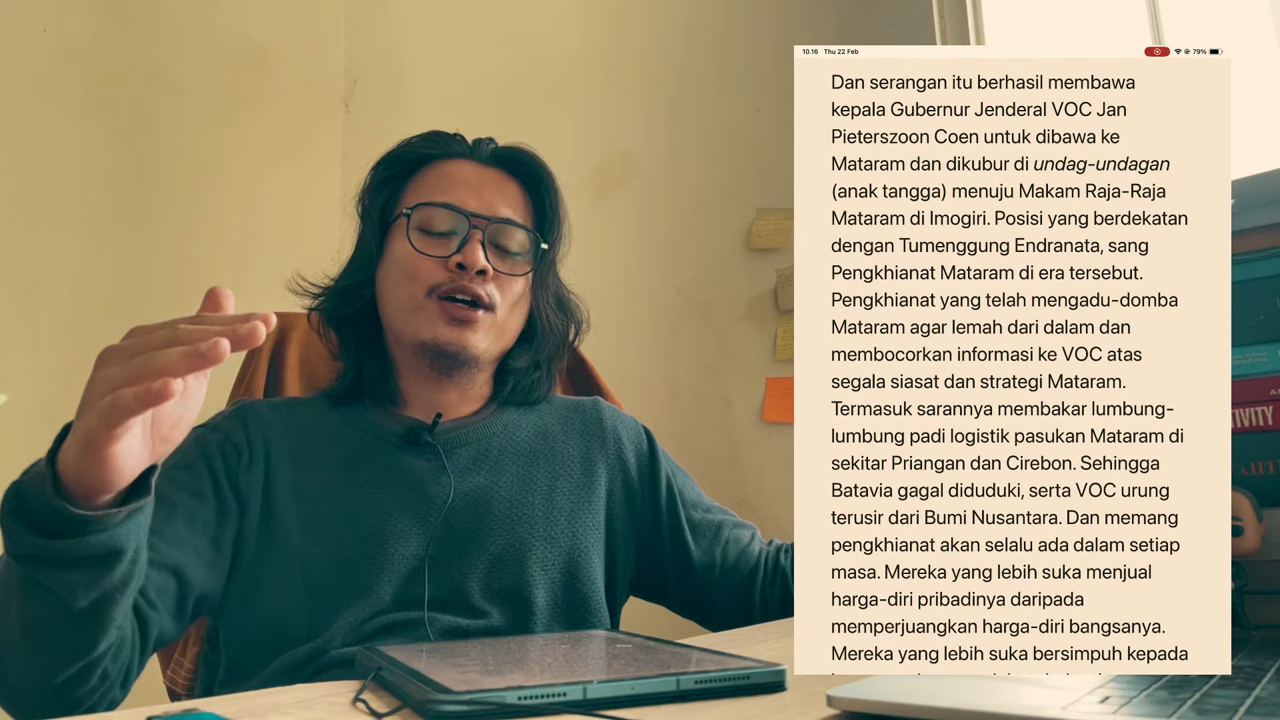 10.16 Thu 22 Feb
79%
Dan serangan itu berhasil membawa
kepala Gubernur Jenderal VOC Jan
Pieterszoon Coen untuk dibawa ke
Mataram dan dikubur di undag-undagan
(anak tangga) menuju Makam Raja-Raja
Mataram di Imogiri. Posisi yang berdekatan
dengan Tumenggung Endranata, sang
Pengkhianat Mataram di era tersebut.
Pengkhianat yang telah mengadu-domba
Mataram agar lemah dari dalam dan
membocorkan informasi ke VOC atas
segala siasat dan strategi Mataram.
Termasuk sarannya membakar lumbung-
lumbung padi logistik pasukan Mataram di
sekitar Priangan dan Cirebon. Sehingga
Batavia gagal diduduki, serta VOC urung
terusir dari Bumi Nusantara. Dan memang
pengkhianat akan selalu ada dalam setiap
masa. Mereka yang lebih suka menjual
harga-diri pribadinya daripada
memperjuangkan harga-diri bangsanya.
Mereka yang lebih suka bersimpuh kepada